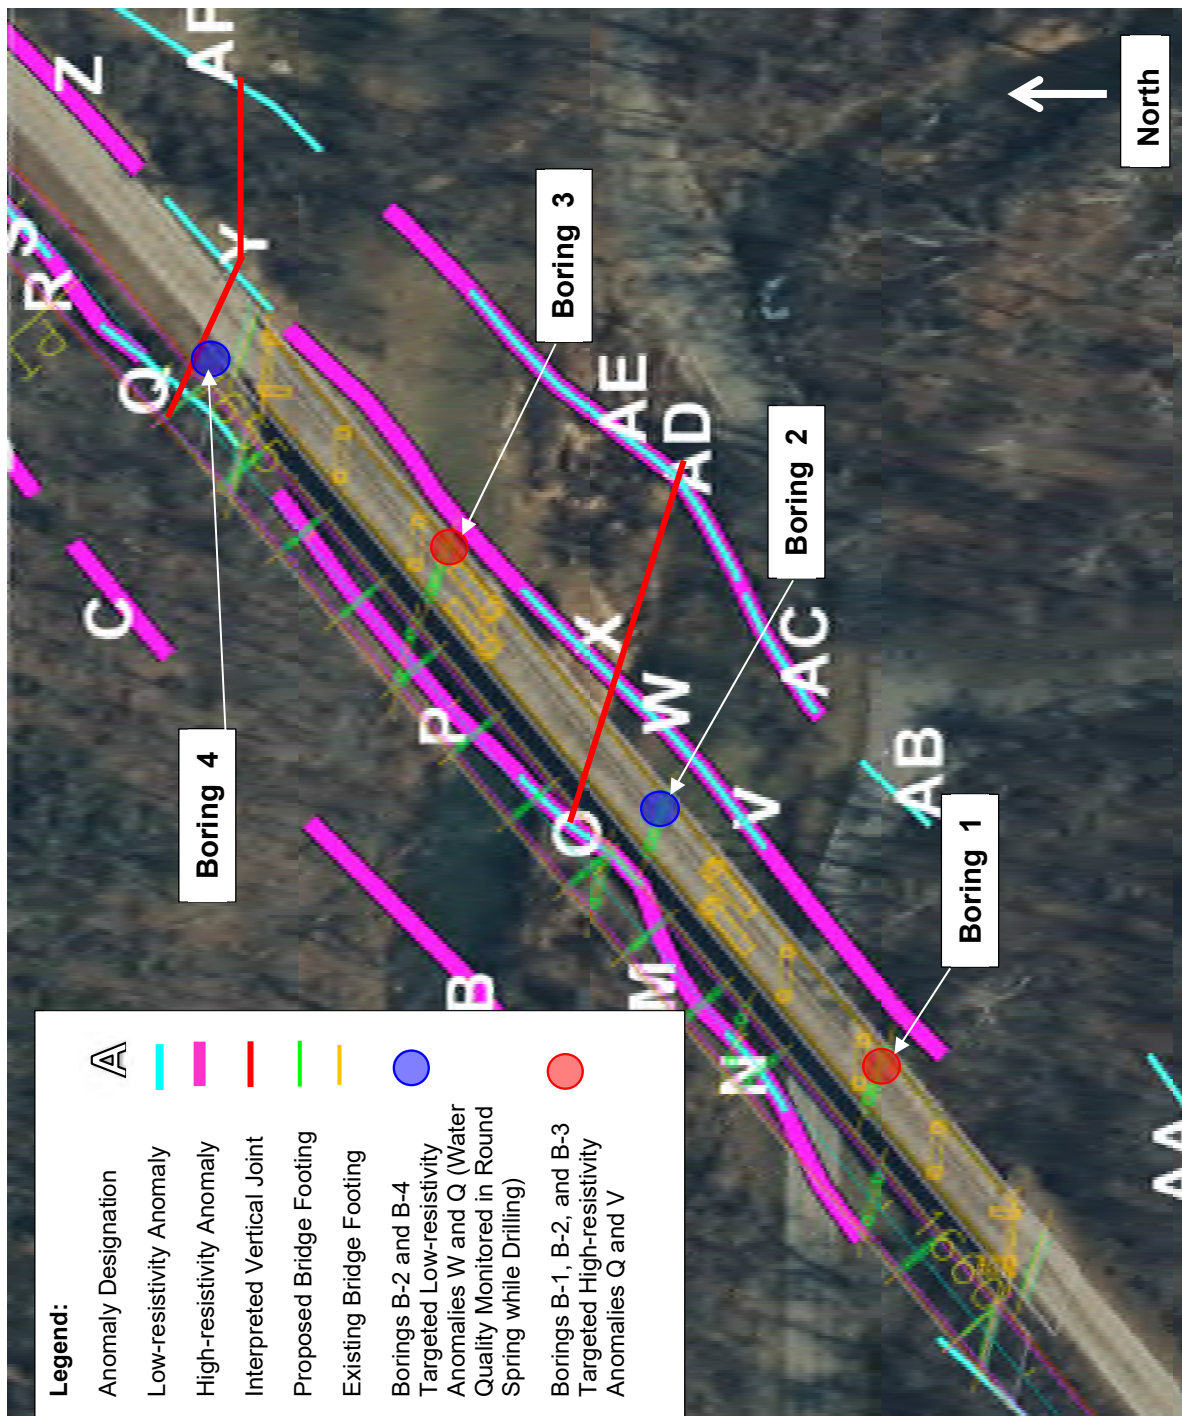 Legend:
Anomaly Designation
A
Low-resistivity Anomaly
High-resistivity Anomaly
Interpreted Vertical Joint
Proposed Bridge Footing
Existing Bridge Footing
Borings B-2 and B-4
Targeted Low-resistivity
Anomalies W and Q (Water
Quality Monitored in Round
Spring while Drilling)
Borings B-1, B-2, and B-3
Targeted High-resistivity
Anomalies Q and V
Boring 4
Boring 3
Boring 2
Boring 1
North
Z
S
R
Y
Q
C
P
B
O
M
N
X
W
V
AE
AD
AC
AB
AA